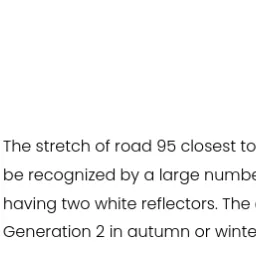 The stretch of road 95 closest to
be recognized by a large numbe
having two white reflectors. The
Generation 2 in autumn or winte